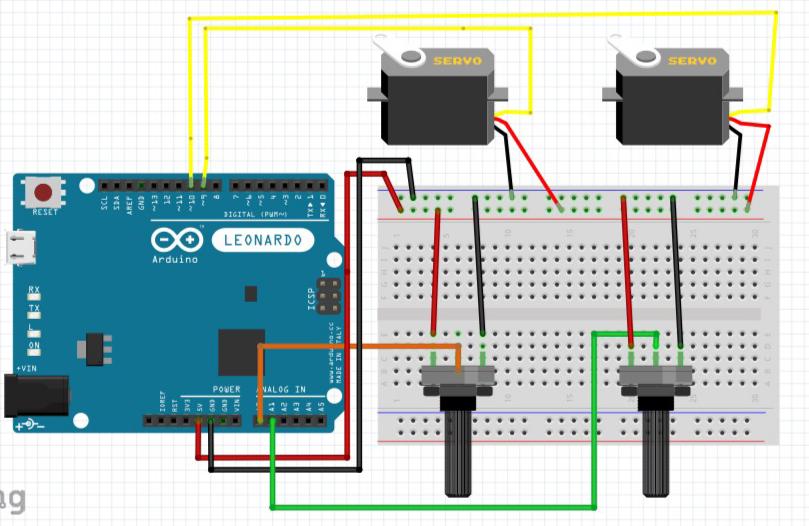 SERVO
SERVO
RESET
SCL
SDA
AREF
GND
~13
12
~11
~10
~9
8
7
~6
~5
4
~3
2
TX▶1
RX◀0
DIGITAL (PWM~)
Arduino
LEONARDO
ICSP
1
RX
TX
L
ON
+VIN
www.arduino.cc
MADE IN ITALY
POWER
ANALOG IN
IOREF
RST
3V3
5V
GND
GND
VIN
A1
A2
A3
A4
A5
1
5
10
15
20
25
30
ng